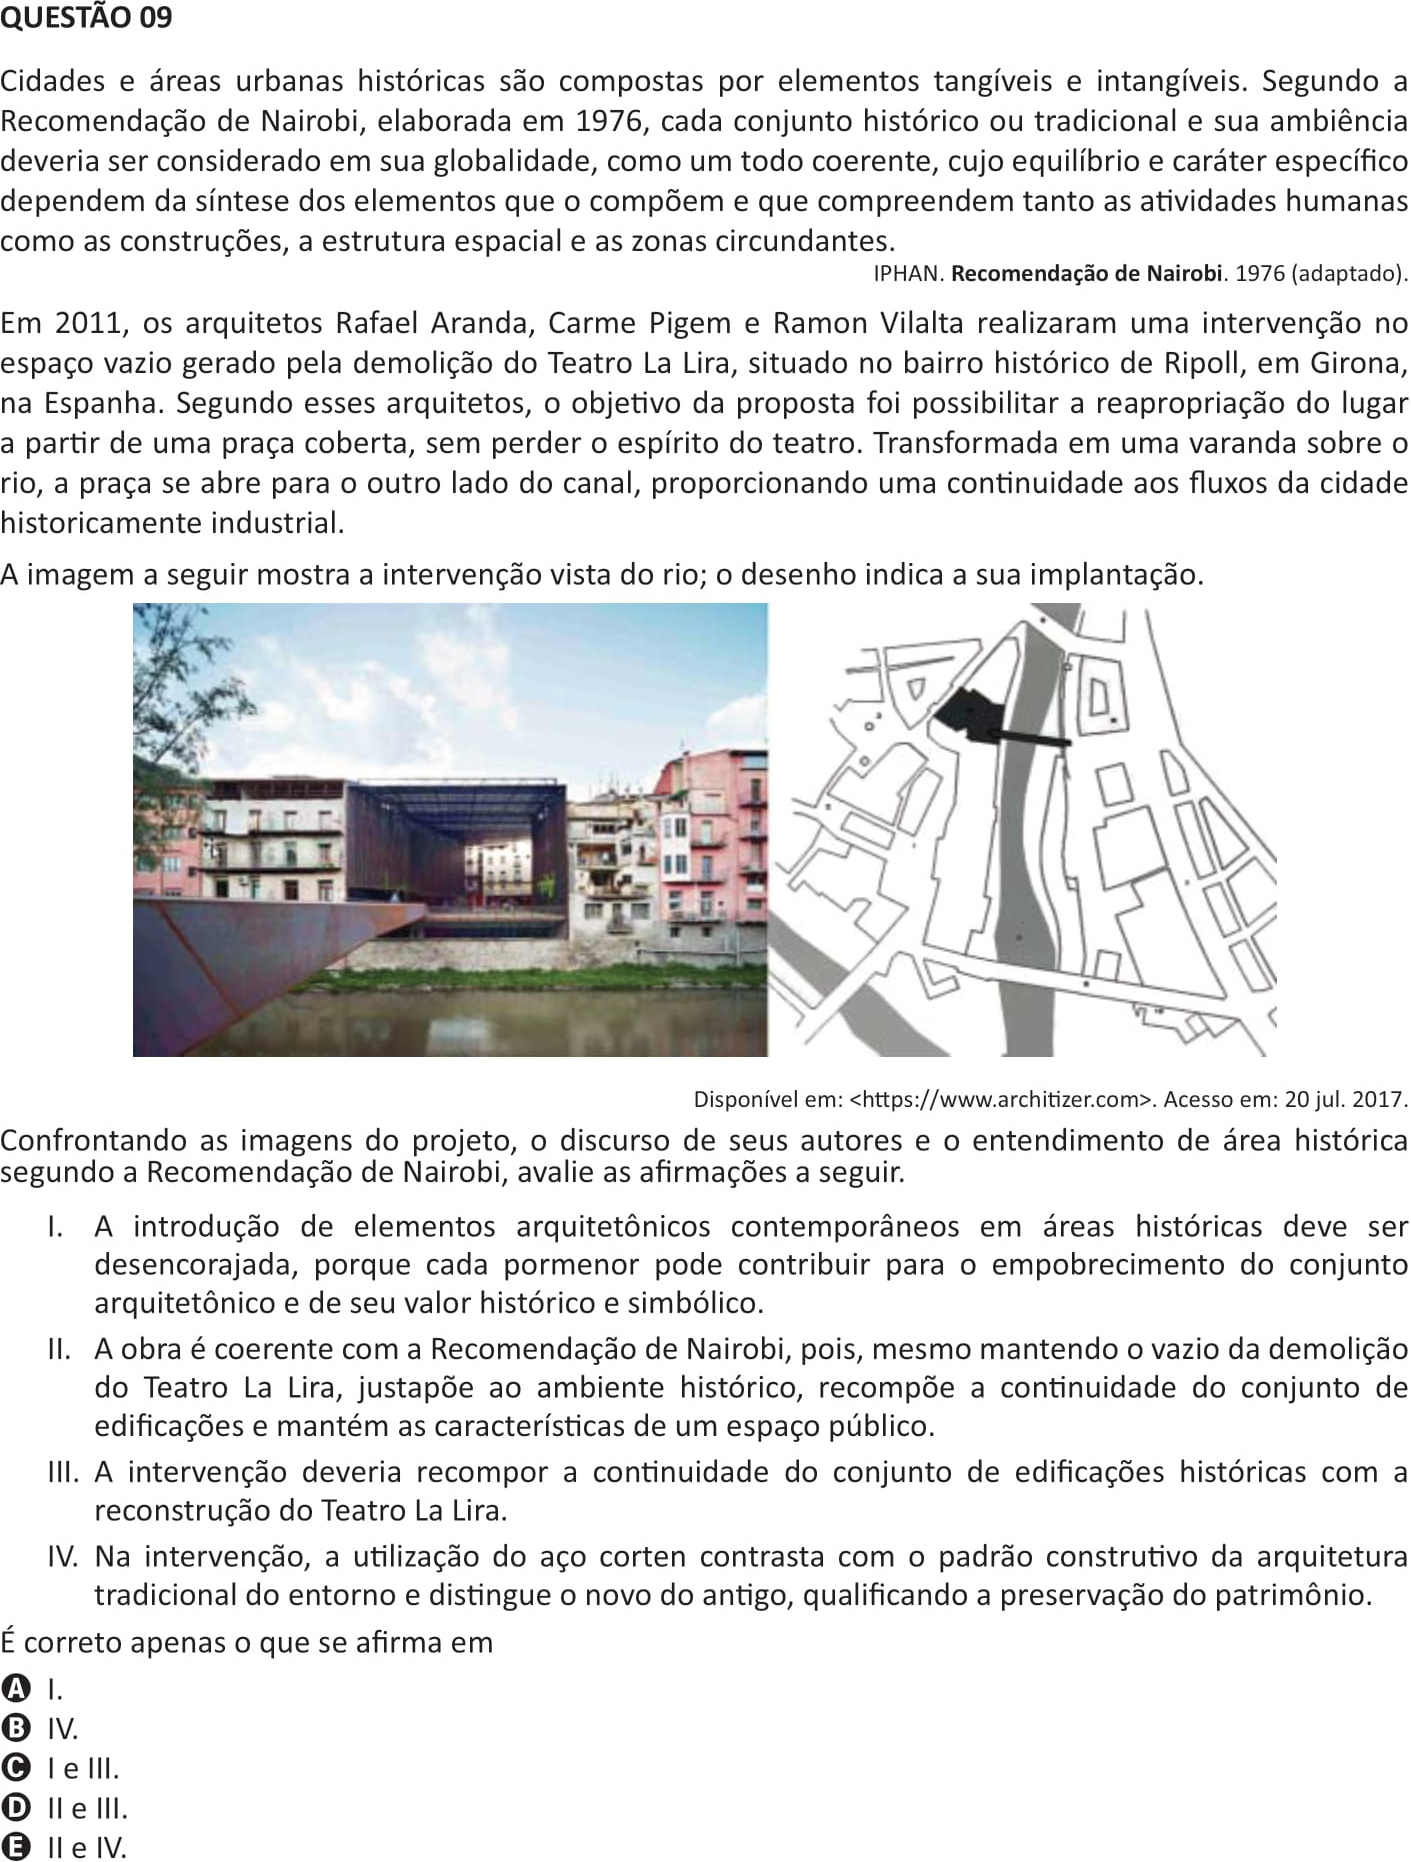 QUESTÃO 09
Cidades e áreas urbanas históricas são compostas por elementos tangíveis e intangíveis. Segundo a
Recomendação de Nairobi, elaborada em 1976, cada conjunto histórico ou tradicional e sua ambiência
deveria ser considerado em sua globalidade, como um todo coerente, cujo equilíbrio e caráter específico
dependem da síntese dos elementos que o compõem e que compreendem tanto as atividades humanas
como as construções, a estrutura espacial e as zonas circundantes.
IPHAN. Recomendação de Nairobi. 1976 (adaptado).
Em 2011, os arquitetos Rafael Aranda, Carme Pigem e Ramon Vilalta realizaram uma intervenção no
espaço vazio gerado pela demolição do Teatro La Lira, situado no bairro histórico de Ripoll, em Girona,
na Espanha. Segundo esses arquitetos, o objetivo da proposta foi possibilitar a reapropriação do lugar
a partir de uma praça coberta, sem perder o espírito do teatro. Transformada em uma varanda sobre o
rio, a praça se abre para o outro lado do canal, proporcionando uma continuidade aos fluxos da cidade
historicamente industrial.
A imagem a seguir mostra a intervenção vista do rio; o desenho indica a sua implantação.
Disponível em: <https://www.architizer.com>. Acesso em: 20 jul. 2017.
Confrontando as imagens do projeto, o discurso de seus autores e o entendimento de área histórica
segundo a Recomendação de Nairobi, avalie as afirmações a seguir.
I. A introdução de elementos arquitetônicos contemporâneos em áreas históricas deve ser
desencorajada, porque cada pormenor pode contribuir para o empobrecimento do conjunto
arquitetônico e de seu valor histórico e simbólico.
II. A obra é coerente com a Recomendação de Nairobi, pois, mesmo mantendo o vazio da demolição
do Teatro La Lira, justapõe ao ambiente histórico, recompõe a continuidade do conjunto de
edificações e mantém as características de um espaço público.
III. A intervenção deveria recompor a continuidade do conjunto de edificações históricas com a
reconstrução do Teatro La Lira.
IV. Na intervenção, a utilização do aço corten contrasta com o padrão construtivo da arquitetura
tradicional do entorno e distingue o novo do antigo, qualificando a preservação do patrimônio.
É correto apenas o que se afirma em
A I.
B IV.
C I e III.
D II e III.
E II e IV.